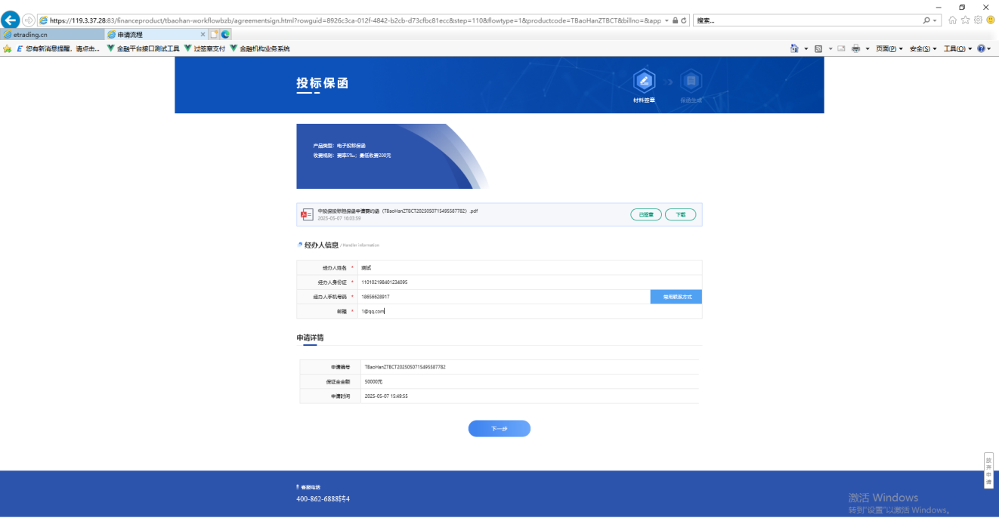 https://119.3.37.28:83/financeproduct/tbaohan-workflowbzb/agreementsign.html?rowguid=8926c3ca-012f-4842-b2cb-d73cfbc81ecc&step=110&flowtype=1&productcode=TBaoHanZTBCT&billno=&app
搜索...
etrading.cn
申请流程
您有新消息提醒，请点击...
金融平台接口测试工具
过签章支付
金融机构业务系统
页面(P)
安全(S)
工具(O)
投标保函
材料签章
保函生成
产品类型：电子投标保函
收费规则：费率5‰；最低收费200元
中投保投标担保函申请要约函（TBaoHanZTBCT2025050715495587782）.pdf
2025-05-07 16:03:59
已签章
下载
经办人信息 / Handler Information
经办人姓名 * 测试
经办人身份证 * 110102198401234095
经办人手机号码 * 18656628917
常用联系方式
邮箱 * 1@qq.com
申请详情
申请编号 TBaoHanZTBCT2025050715495587782
保证金金额 50000元
申请时间 2025-05-07 15:49:55
下一步
放弃申请
客服电话
400-862-6888转4
激活 Windows
转到"设置"以激活 Windows。